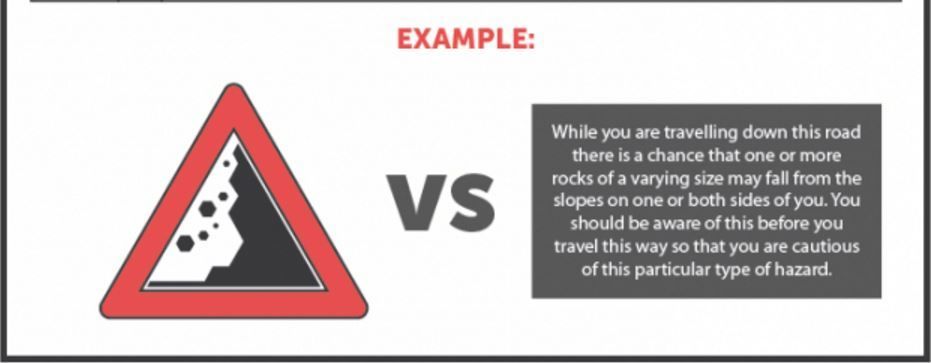 EXAMPLE:
VS
While you are travelling down this road
there is a chance that one or more
rocks of a varying size may fall from the
slopes on one or both sides of you. You
should be aware of this before you
travel this way so that you are cautious
of this particular type of hazard.